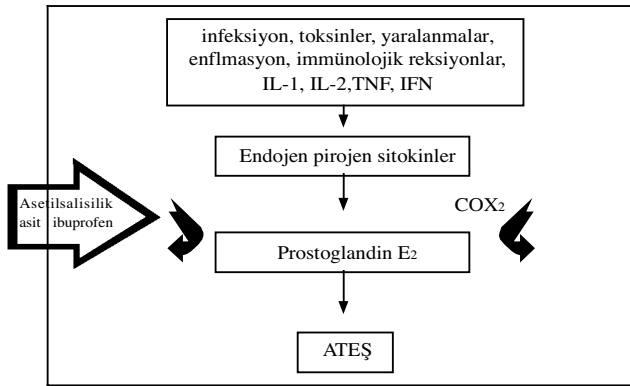 infeksiyon, toksinler, yaralanmalar,
enflmasyon, immünolojik reksiyonlar,
IL-1, IL-2,TNF, IFN
Endojen pirojen sitokinler
Asetilsalisilik
asit ibuprofen
COX2
Prostoglandin E2
ATEŞ